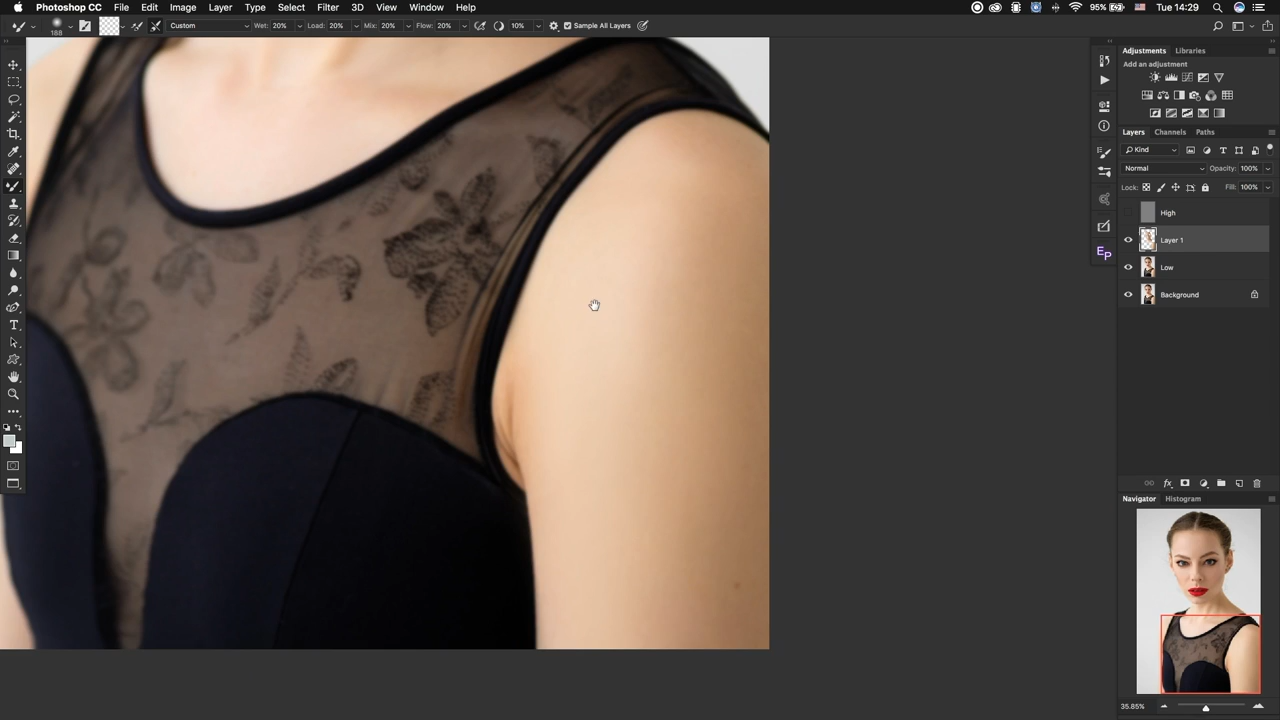 Photoshop CC File Edit Image Layer Type Select Filter 3D View Window Help 95% Tue 14:29
188 Custom Wet: 20% Load: 20% Mix: 20% Flow: 20% 10% Sample All Layers
Adjustments Libraries
Add an adjustment
Layers Channels Paths
Kind
Normal Opacity: 100%
Lock: Fill: 100%
High
Layer 1
Low
Background
EP
Navigator Histogram
35.85%